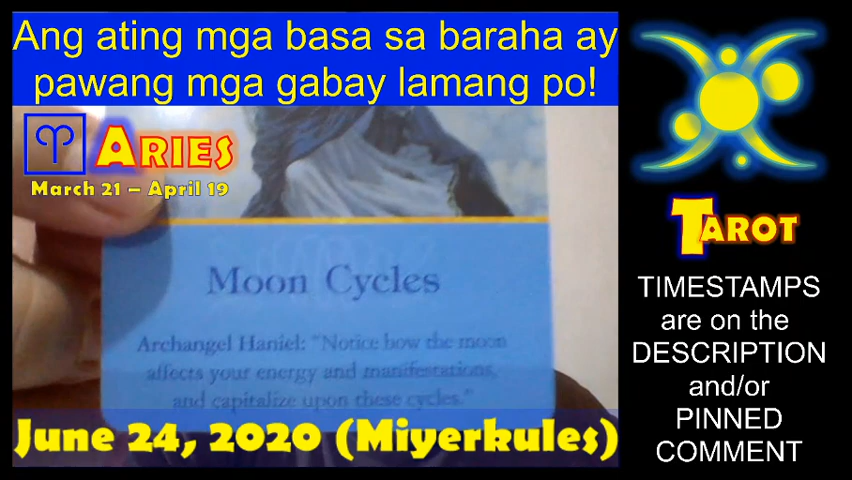 Ang ating mga basa sa baraha ay
pawang mga gabay lamang po!
ARIES
March 21 – April 19
Moon Cycles
Archangel Haniel: "Notice how the moon
affects your energy and manifestations,
and capitalize upon these cycles."
June 24, 2020 (Miyerkules)
TAROT
TIMESTAMPS
are on the
DESCRIPTION
and/or
PINNED
COMMENT